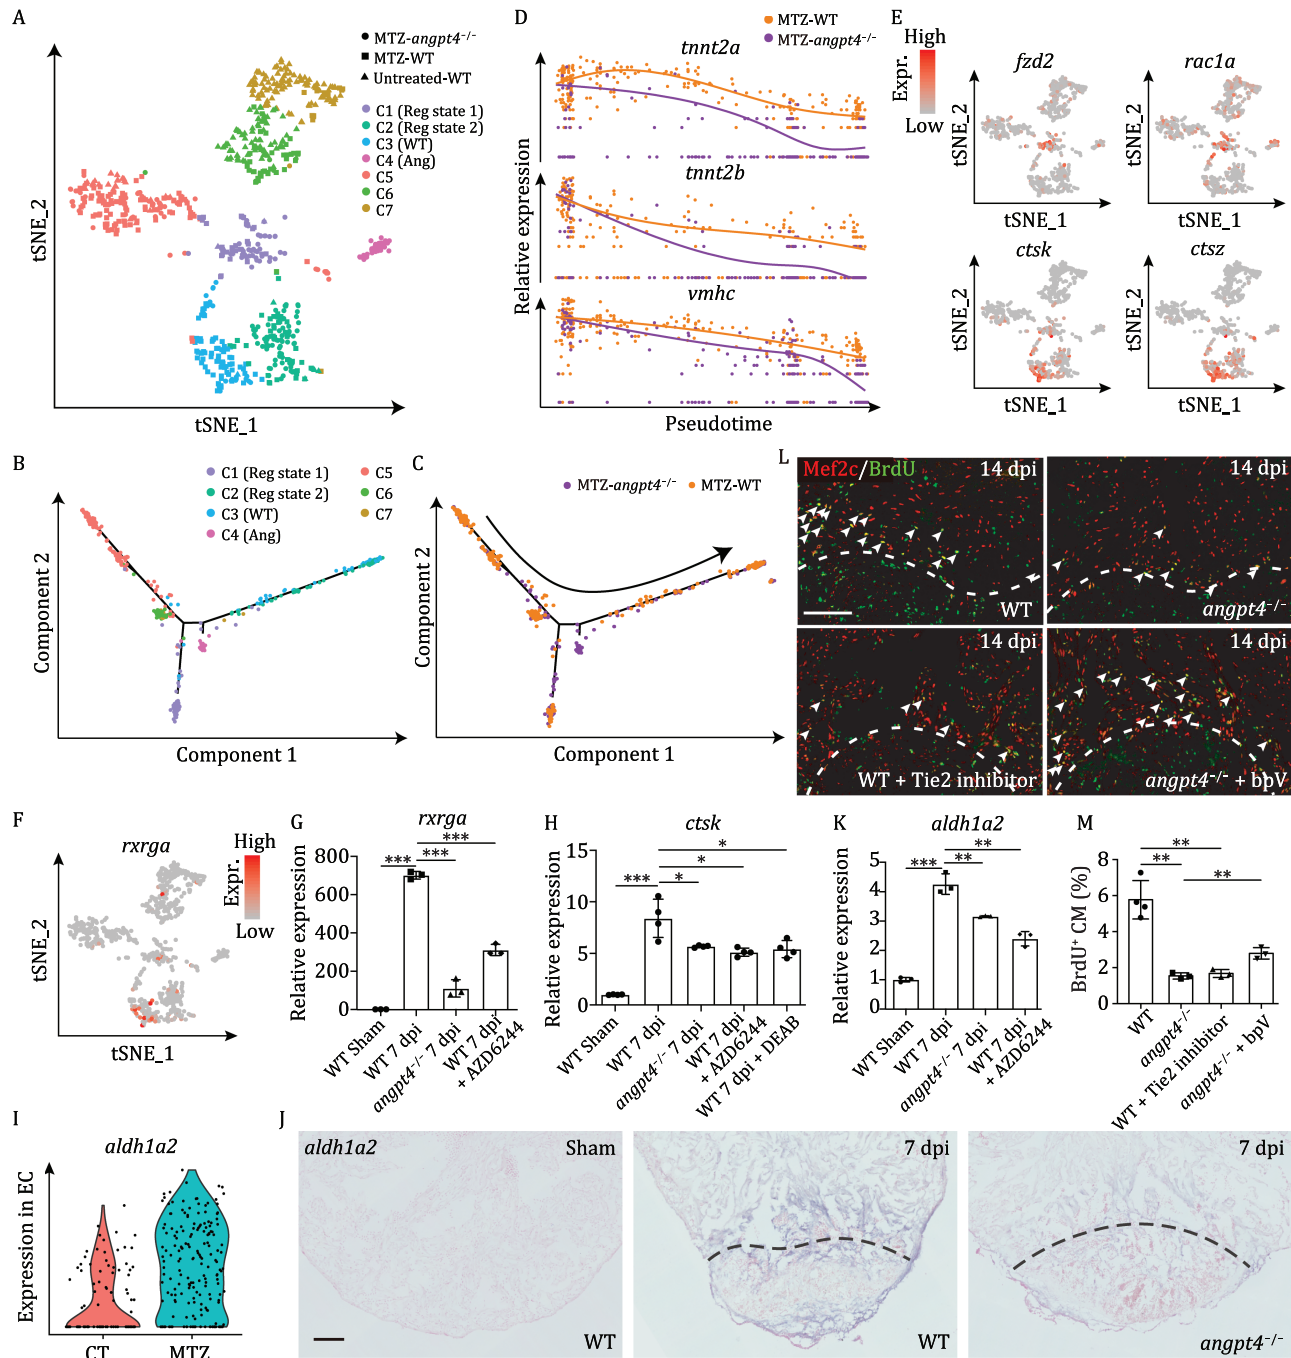 A
MTZ-angpt4⁻/⁻
MTZ-WT
Untreated-WT
C1 (Reg state 1)
C2 (Reg state 2)
C3 (WT)
C4 (Ang)
C5
C6
C7
tSNE_2
tSNE_1
D
MTZ-WT
MTZ-angpt4⁻/⁻
tnnt2a
tnnt2b
vmhc
Relative expression
Pseudotime
E
High
Expr.
Low
fzd2
rac1a
tSNE_2
tSNE_1
tSNE_2
tSNE_1
ctsk
ctsz
tSNE_2
tSNE_1
tSNE_2
tSNE_1
B
C1 (Reg state 1)
C2 (Reg state 2)
C3 (WT)
C4 (Ang)
C5
C6
C7
Component 2
Component 1
C
MTZ-angpt4⁻/⁻
MTZ-WT
Component 2
Component 1
L
Mef2c/BrdU
14 dpi
WT
14 dpi
angpt4⁻/⁻
14 dpi
WT + Tie2 inhibitor
14 dpi
angpt4⁻/⁻ + bpV
F
rxrga
High
Expr.
Low
tSNE_2
tSNE_1
G
rxrga
***
***
***
Relative expression
800
600
400
200
0
WT Sham
WT 7 dpi
angpt4⁻/⁻ 7 dpi
WT 7 dpi
+ AZD6244
H
ctsk
*
*
***
*
Relative expression
15
10
5
0
WT Sham
WT 7 dpi
angpt4⁻/⁻ 7 dpi
WT 7 dpi
+ AZD6244
WT 7 dpi + DEAB
K
aldh1a2
**
***
**
Relative expression
5
4
3
2
1
0
WT Sham
WT 7 dpi
angpt4⁻/⁻ 7 dpi
WT 7 dpi
+ AZD6244
M
**
**
**
BrdU⁺ CM (%)
8
6
4
2
0
WT
angpt4⁻/⁻
WT + Tie2 inhibitor
angpt4⁻/⁻ + bpV
I
aldh1a2
Expression in EC
CT
MTZ
J
aldh1a2
Sham
WT
7 dpi
WT
7 dpi
angpt4⁻/⁻